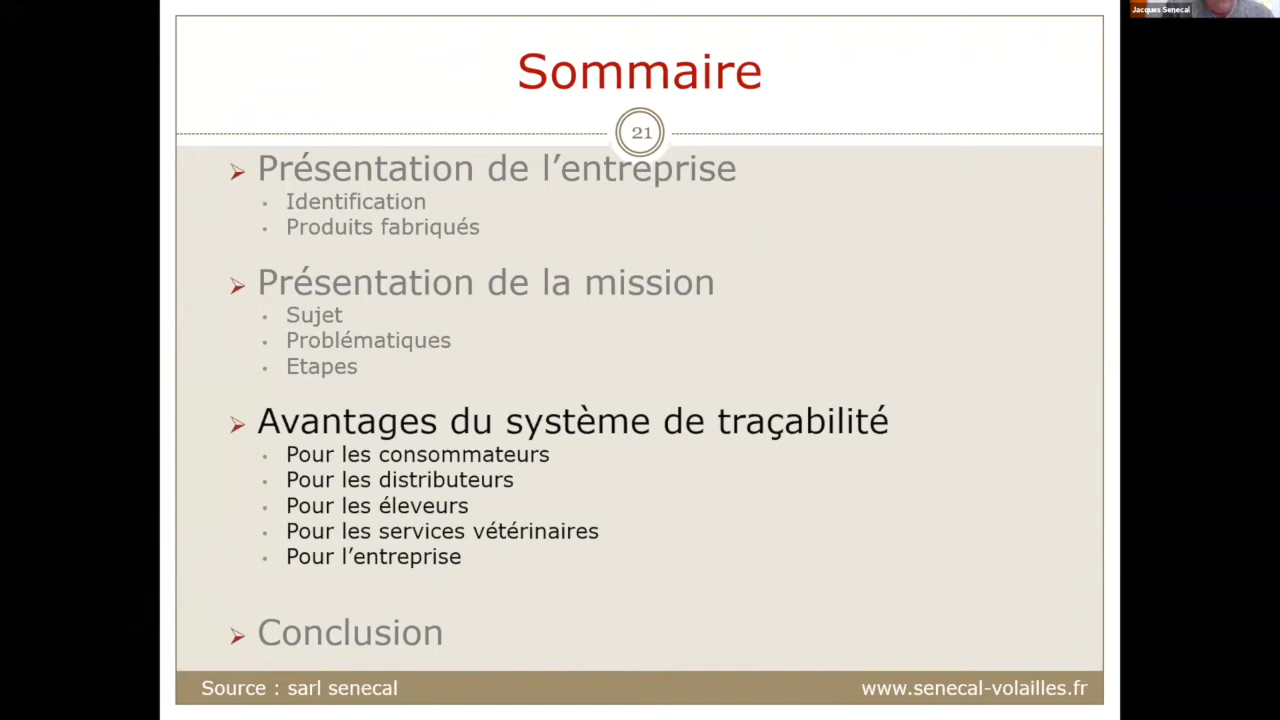 Jacques Senecal
Sommaire
21
Présentation de l’entreprise
Identification
Produits fabriqués
Présentation de la mission
Sujet
Problématiques
Etapes
Avantages du système de traçabilité
Pour les consommateurs
Pour les distributeurs
Pour les éleveurs
Pour les services vétérinaires
Pour l’entreprise
Conclusion
Source : sarl senecal
www.senecal-volailles.fr